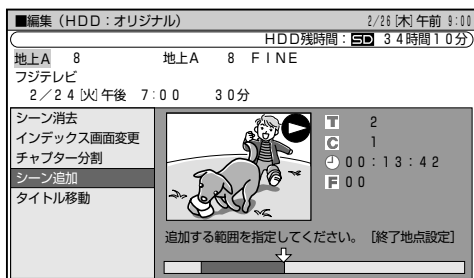 ■編集（HDD：オリジナル） 2/26[木]午前 9:00
HDD残時間：SD 34時間10分
地上A 8 地上A 8 FINE
フジテレビ
2/24[火]午後 7:00 30分
シーン消去
インデックス画面変更
チャプター分割
シーン追加
タイトル移動
T 2
C 1
00:13:42
F 00
追加する範囲を指定してください。［終了地点設定］